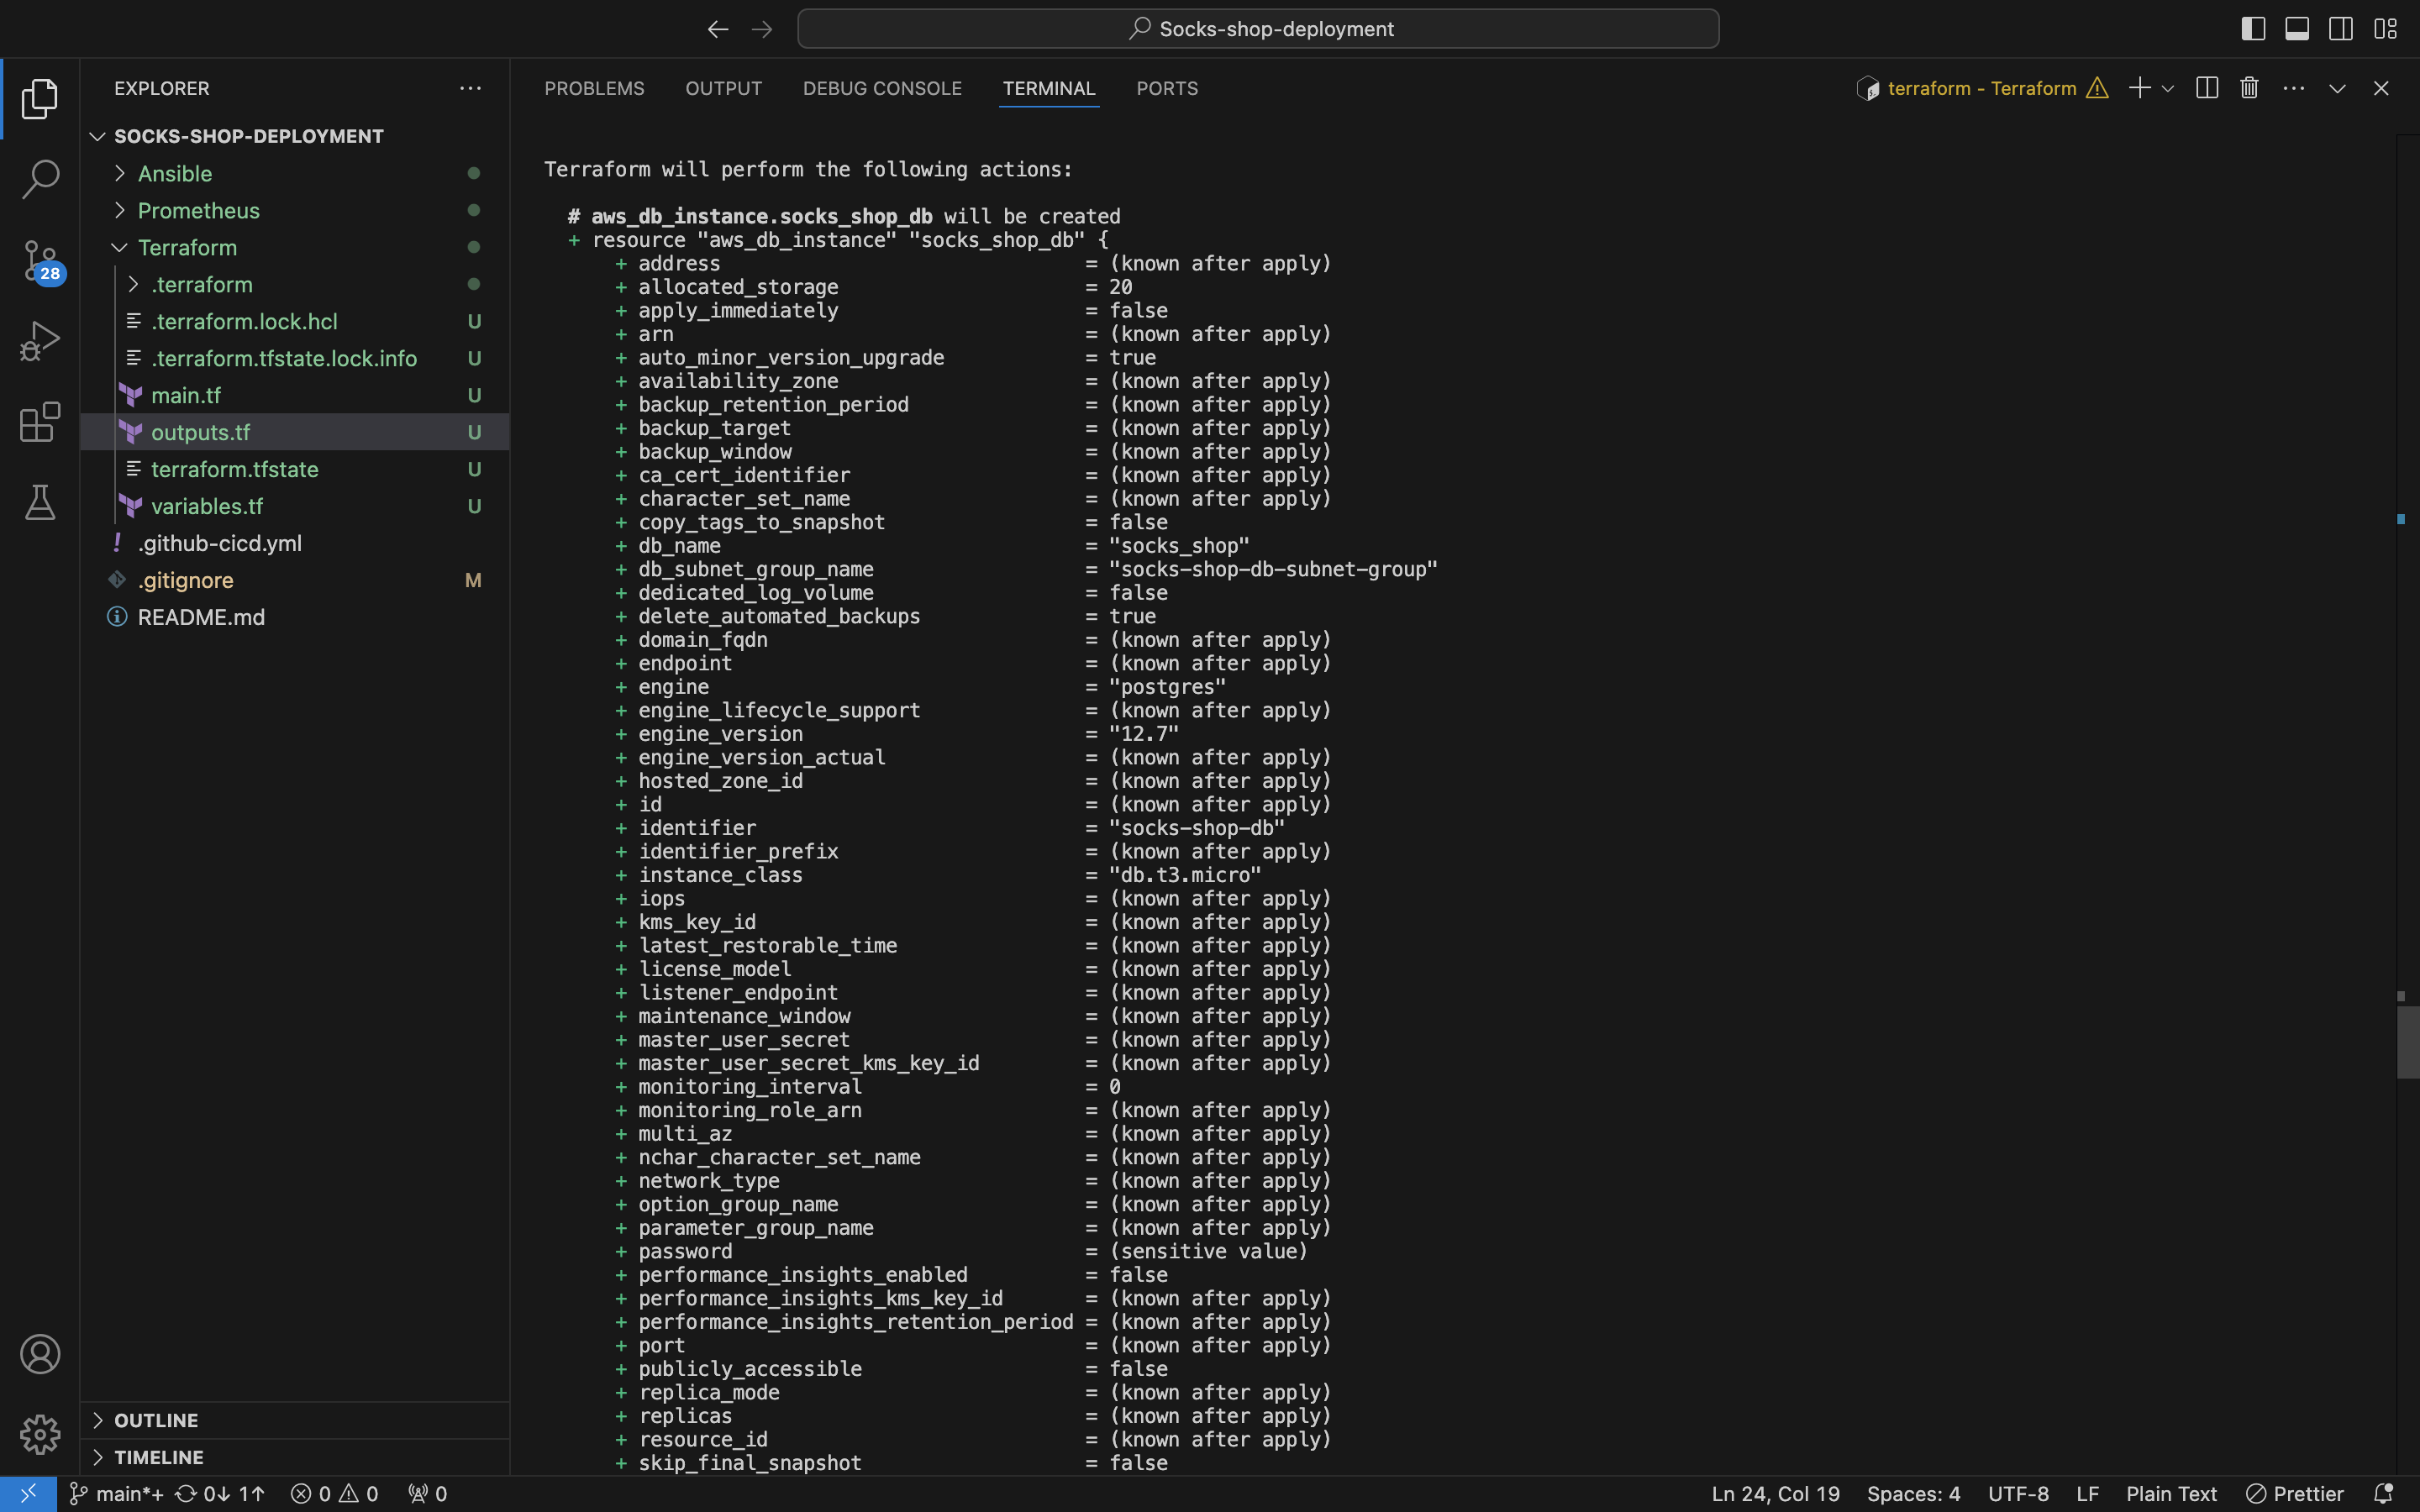 Socks-shop-deployment
EXPLORER
PROBLEMS OUTPUT DEBUG CONSOLE TERMINAL PORTS
terraform - Terraform
SOCKS-SHOP-DEPLOYMENT
Ansible
Prometheus
Terraform
.terraform
.terraform.lock.hcl U
.terraform.tfstate.lock.info U
main.tf U
outputs.tf U
terraform.tfstate U
variables.tf U
! .github-cicd.yml
.gitignore M
README.md
28
OUTLINE
TIMELINE
Terraform will perform the following actions:
# aws_db_instance.socks_shop_db will be created
+ resource "aws_db_instance" "socks_shop_db" {
+ address = (known after apply)
+ allocated_storage = 20
+ apply_immediately = false
+ arn = (known after apply)
+ auto_minor_version_upgrade = true
+ availability_zone = (known after apply)
+ backup_retention_period = (known after apply)
+ backup_target = (known after apply)
+ backup_window = (known after apply)
+ ca_cert_identifier = (known after apply)
+ character_set_name = (known after apply)
+ copy_tags_to_snapshot = false
+ db_name = "socks_shop"
+ db_subnet_group_name = "socks-shop-db-subnet-group"
+ dedicated_log_volume = false
+ delete_automated_backups = true
+ domain_fqdn = (known after apply)
+ endpoint = (known after apply)
+ engine = "postgres"
+ engine_lifecycle_support = (known after apply)
+ engine_version = "12.7"
+ engine_version_actual = (known after apply)
+ hosted_zone_id = (known after apply)
+ id = (known after apply)
+ identifier = "socks-shop-db"
+ identifier_prefix = (known after apply)
+ instance_class = "db.t3.micro"
+ iops = (known after apply)
+ kms_key_id = (known after apply)
+ latest_restorable_time = (known after apply)
+ license_model = (known after apply)
+ listener_endpoint = (known after apply)
+ maintenance_window = (known after apply)
+ master_user_secret = (known after apply)
+ master_user_secret_kms_key_id = (known after apply)
+ monitoring_interval = 0
+ monitoring_role_arn = (known after apply)
+ multi_az = (known after apply)
+ nchar_character_set_name = (known after apply)
+ network_type = (known after apply)
+ option_group_name = (known after apply)
+ parameter_group_name = (known after apply)
+ password = (sensitive value)
+ performance_insights_enabled = false
+ performance_insights_kms_key_id = (known after apply)
+ performance_insights_retention_period = (known after apply)
+ port = (known after apply)
+ publicly_accessible = false
+ replica_mode = (known after apply)
+ replicas = (known after apply)
+ resource_id = (known after apply)
+ skip_final_snapshot = false
main*+ 0↓ 1↑ 0 0 0 Ln 24, Col 19 Spaces: 4 UTF-8 LF Plain Text Prettier